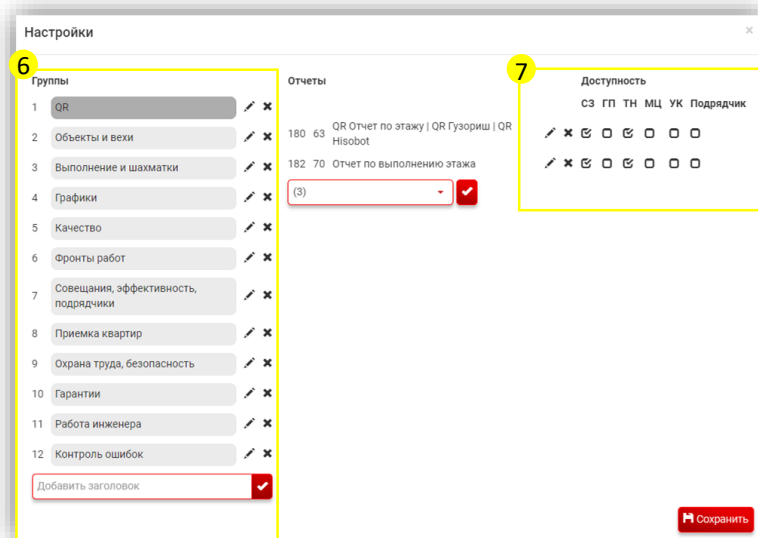 Настройки
×
6
Группы
1 QR
2 Объекты и вехи
3 Выполнение и шахматки
4 Графики
5 Качество
6 Фронты работ
7 Совещания, эффективность,
подрядчики
8 Приемка квартир
9 Охрана труда, безопасность
10 Гарантии
11 Работа инженера
12 Контроль ошибок
Добавить заголовок
Отчеты
180 63 QR Отчет по этажу | QR Гузориш | QR
Hisobot
182 70 Отчет по выполнению этажа
(3)
7
Доступность
СЗ ГП ТН МЦ УК Подрядчик
Сохранить